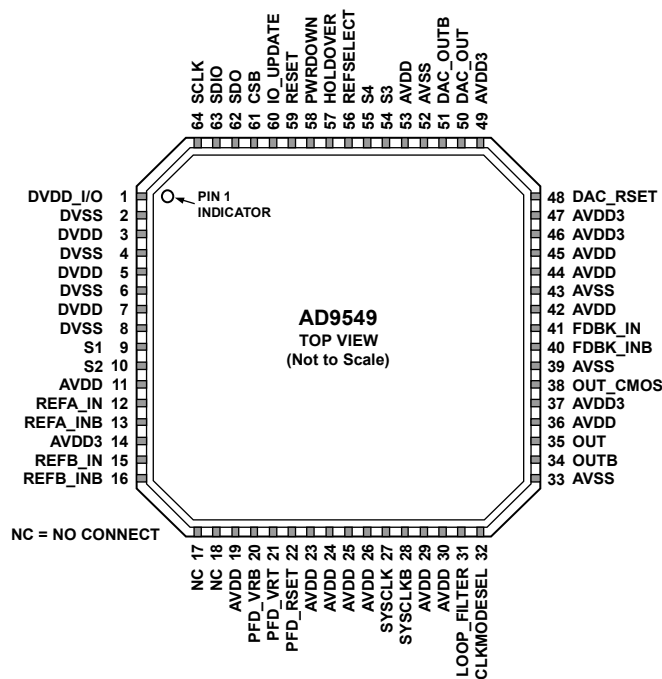 64 SCLK
63 SDIO
62 SDO
61 CSB
60 IO_UPDATE
59 RESET
58 PWRDOWN
57 HOLDOVER
56 REFSELECT
55 S4
54 S3
53 AVDD
52 AVSS
51 DAC_OUTB
50 DAC_OUT
49 AVDD3
DVDD_I/O 1
DVSS 2
DVDD 3
DVSS 4
DVDD 5
DVSS 6
DVDD 7
DVSS 8
S1 9
S2 10
AVDD 11
REFA_IN 12
REFA_INB 13
AVDD3 14
REFB_IN 15
REFB_INB 16
PIN 1
INDICATOR
AD9549
TOP VIEW
(Not to Scale)
48 DAC_RSET
47 AVDD3
46 AVDD3
45 AVDD
44 AVDD
43 AVSS
42 AVDD
41 FDBK_IN
40 FDBK_INB
39 AVSS
38 OUT_CMOS
37 AVDD3
36 AVDD
35 OUT
34 OUTB
33 AVSS
NC = NO CONNECT
NC 17
NC 18
AVDD 19
PFD_VRB 20
PFD_VRT 21
PFD_RSET 22
AVDD 23
AVDD 24
AVDD 25
AVDD 26
SYSCLK 27
SYSCLKB 28
AVDD 29
AVDD 30
LOOP_FILTER 31
CLKMODESEL 32